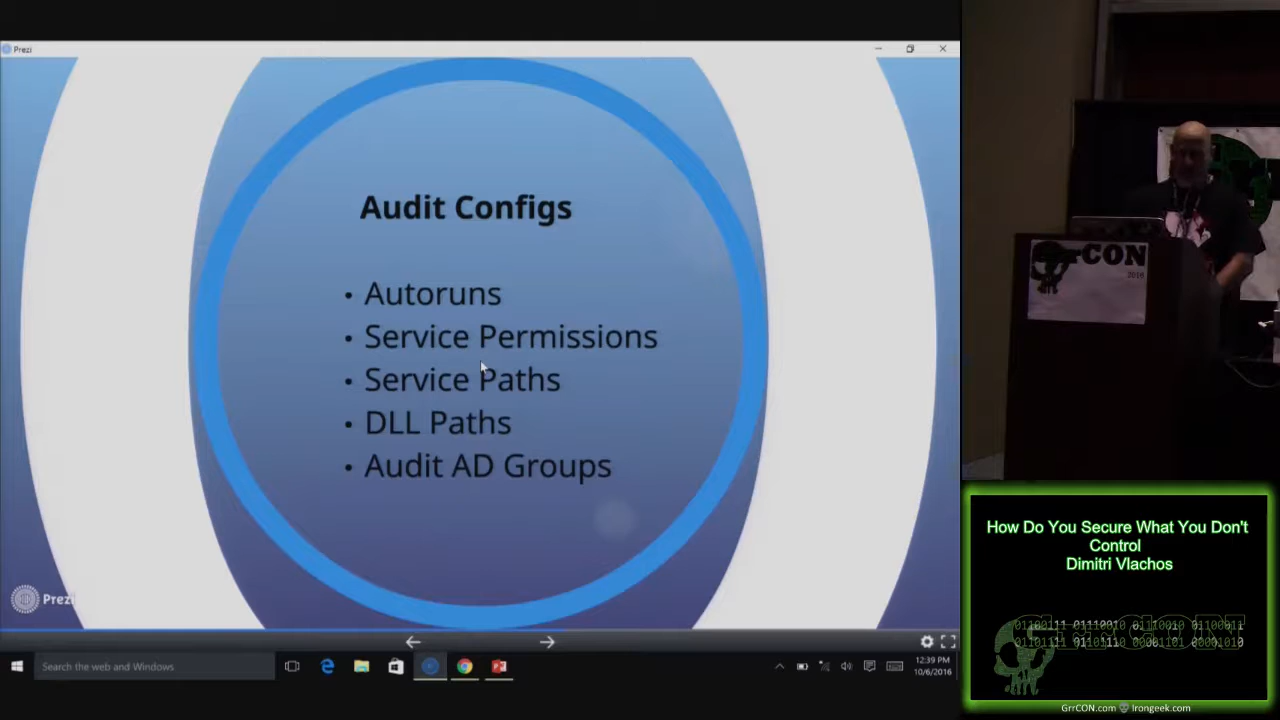 Prezi
Audit Configs
• Autoruns
• Service Permissions
• Service Paths
• DLL Paths
• Audit AD Groups
Prezi
Search the web and Windows
12:39 PM
10/6/2016
CON
2016
How Do You Secure What You Don't
Control
Dimitri Vlachos
GrrCON
GrrCON.com Irongeek.com